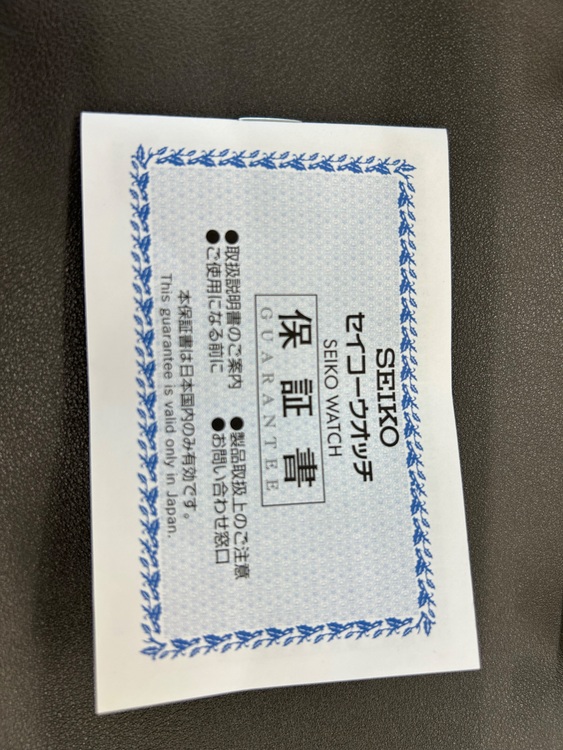 SEIKO
セイコーウオッチ
SEIKO WATCH
保証書
GUARANTEE
●取扱説明書のご案内 ●製品取扱上のご注意
●ご使用になる前に ●お問い合わせ窓口
本保証書は日本国内のみ有効です。
This guarantee is valid only in Japan.